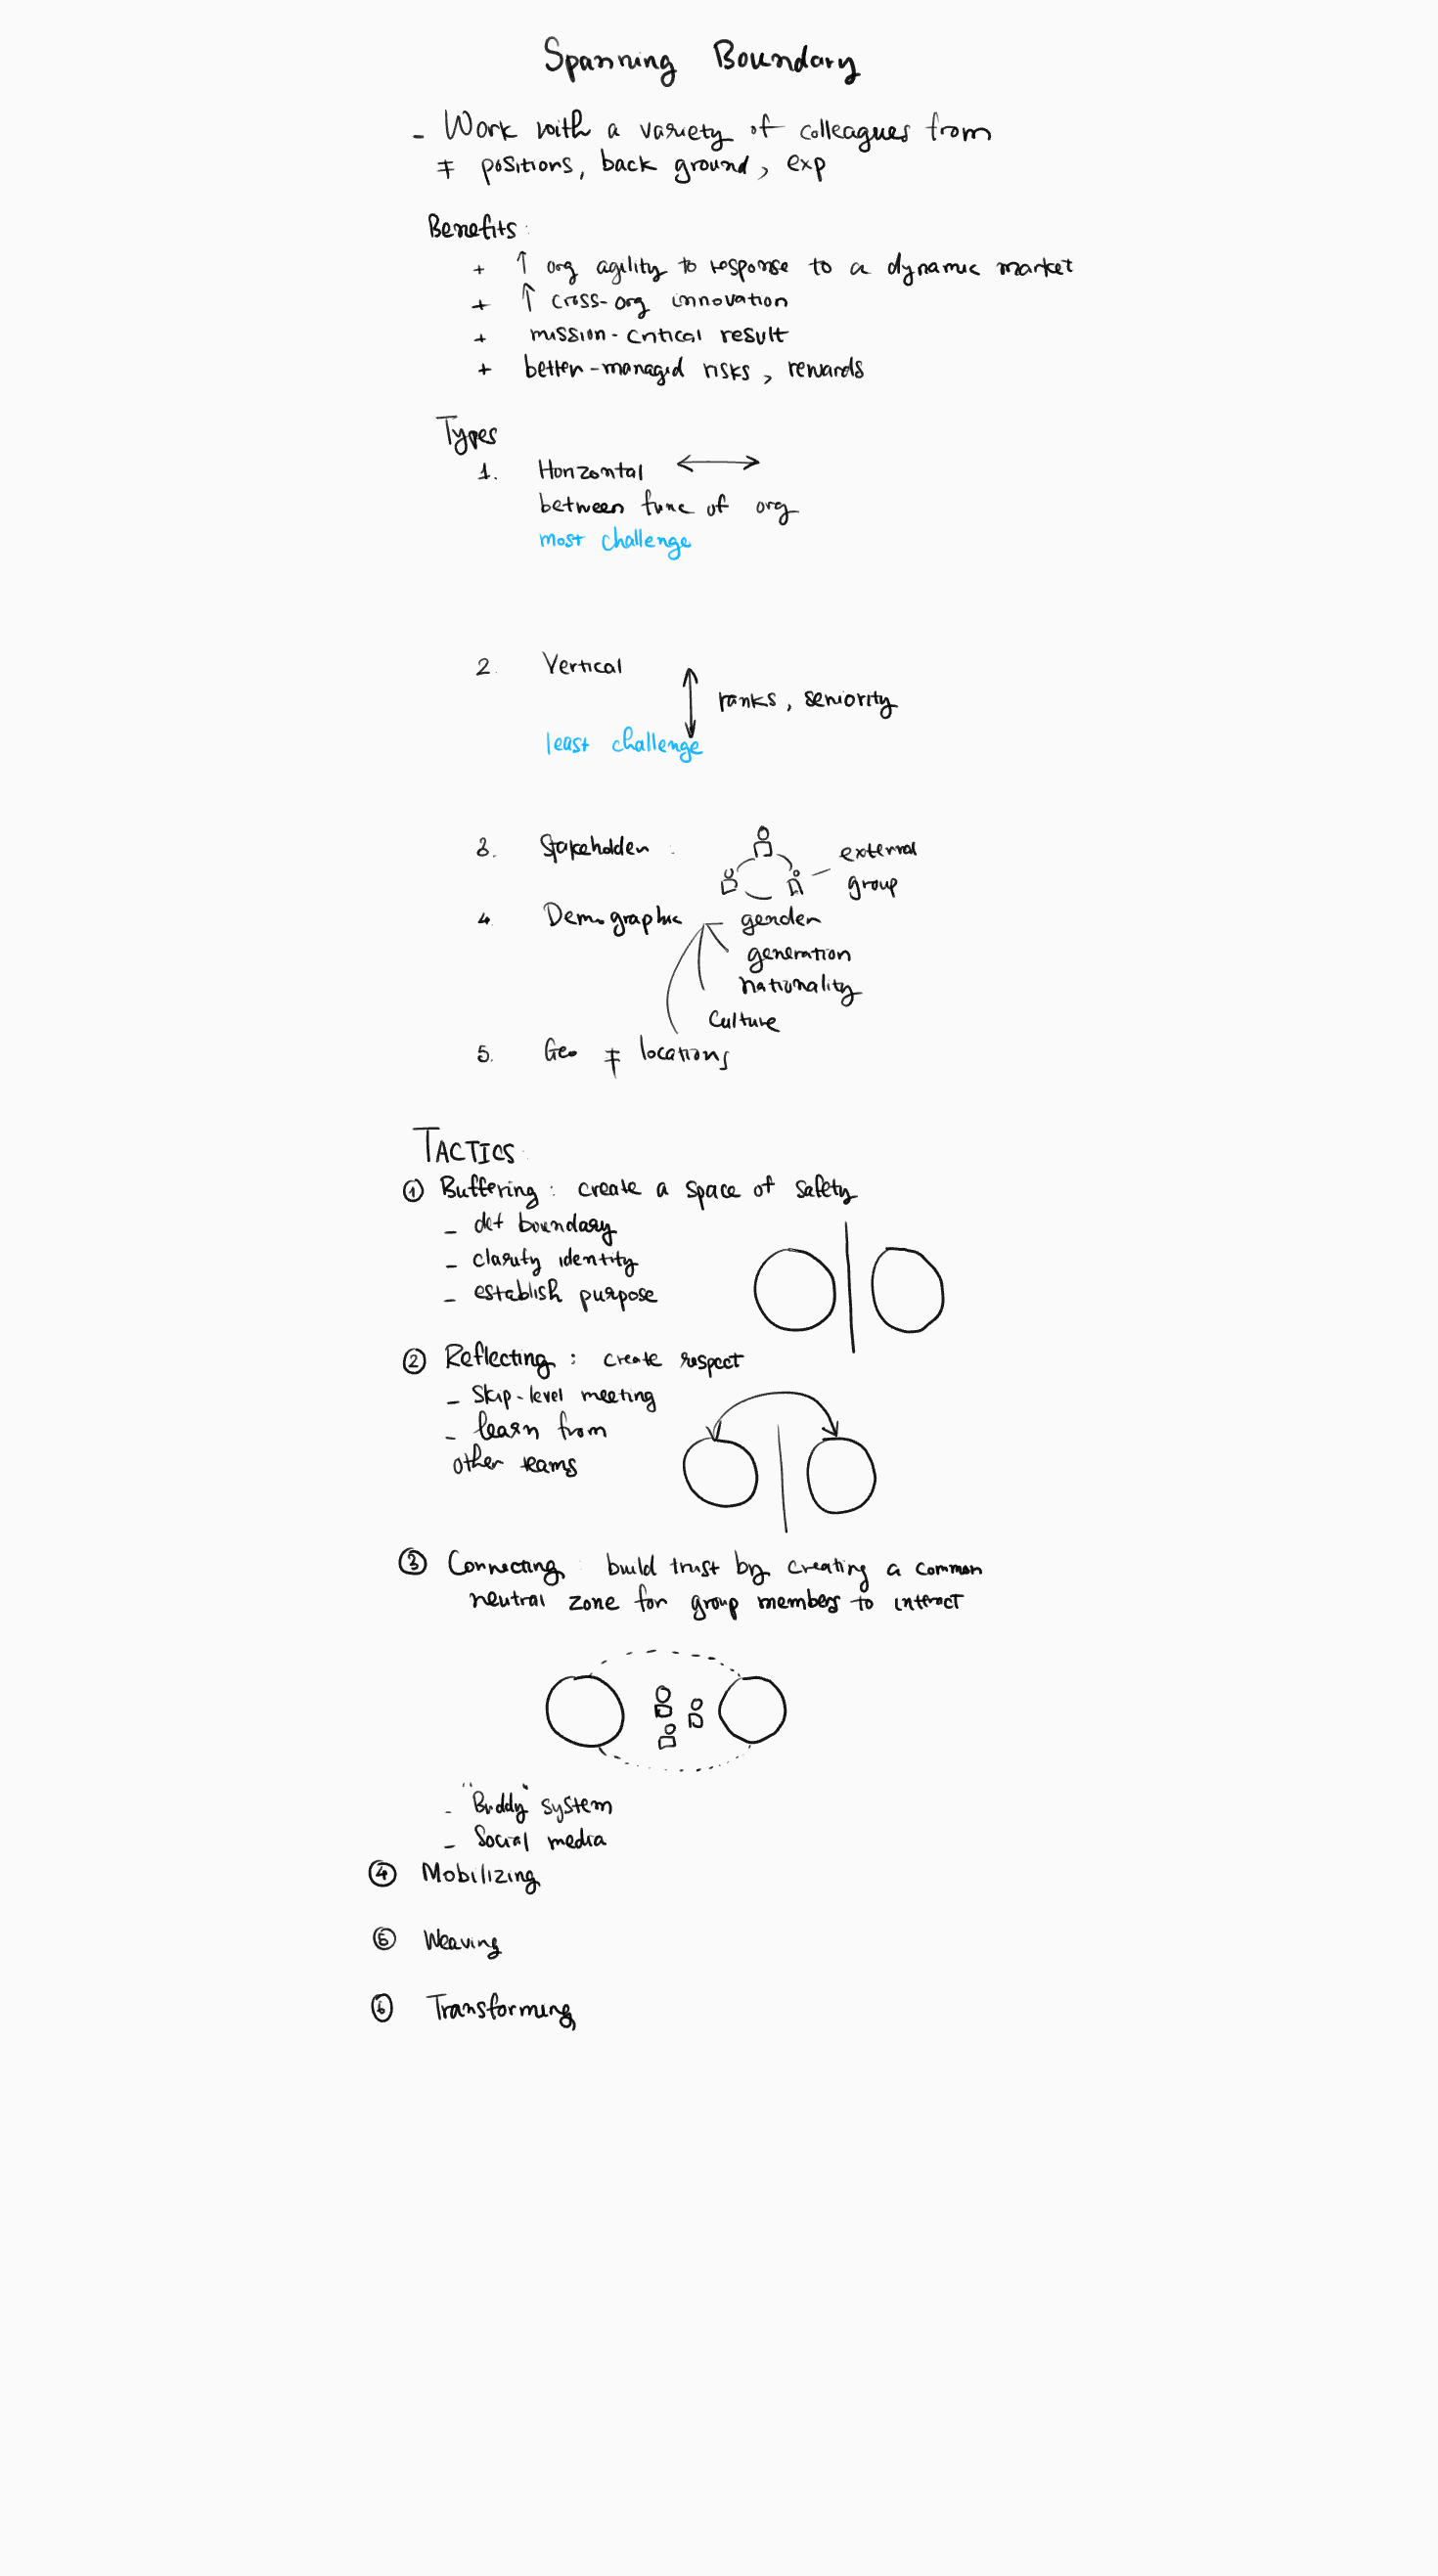 Spanning Boundary
- Work with a variety of colleagues from
≠ positions, back ground, exp
Benefits:
+ ↑ org agility to response to a dynamic market
+ ↑ cross-org innovation
+ mission-critical result
+ better-managed risks, rewards
Types
1. Horizontal ↔
between func of org
most challenge
2. Vertical
↕ ranks, seniority
least challenge
3. Stakeholder :
external
group
4. Demographic ← gender
generation
nationality
Culture
5. Geo ≠ locations
TACTICS:
① Buffering: create a space of safety
- def boundary
- clarify identity
- establish purpose
② Reflecting: create respect
- Skip-level meeting
- learn from
other teams
③ Connecting: build trust by creating a common
neutral zone for group members to interact
- "Buddy" system
- Social media
④ Mobilizing
⑤ Weaving
⑥ Transforming